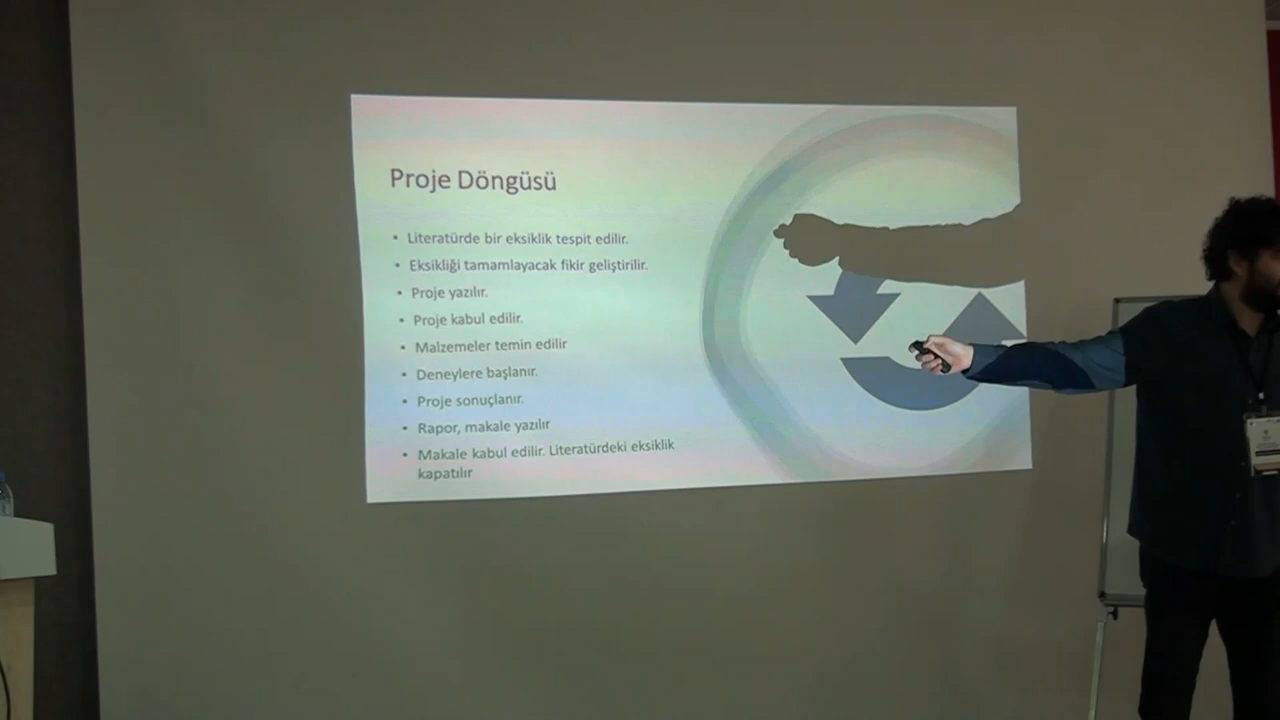 Proje Döngüsü
• Literatürde bir eksiklik tespit edilir.
• Eksikliği tamamlayacak fikir geliştirilir.
• Proje yazılır.
• Proje kabul edilir.
• Malzemeler temin edilir
• Deneylere başlanır.
• Proje sonuçlanır.
• Rapor, makale yazılır
• Makale kabul edilir. Literatürdeki eksiklik
kapatılır